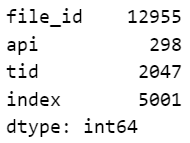 file_id    12955
api          298
tid         2047
index       5001
dtype: int64